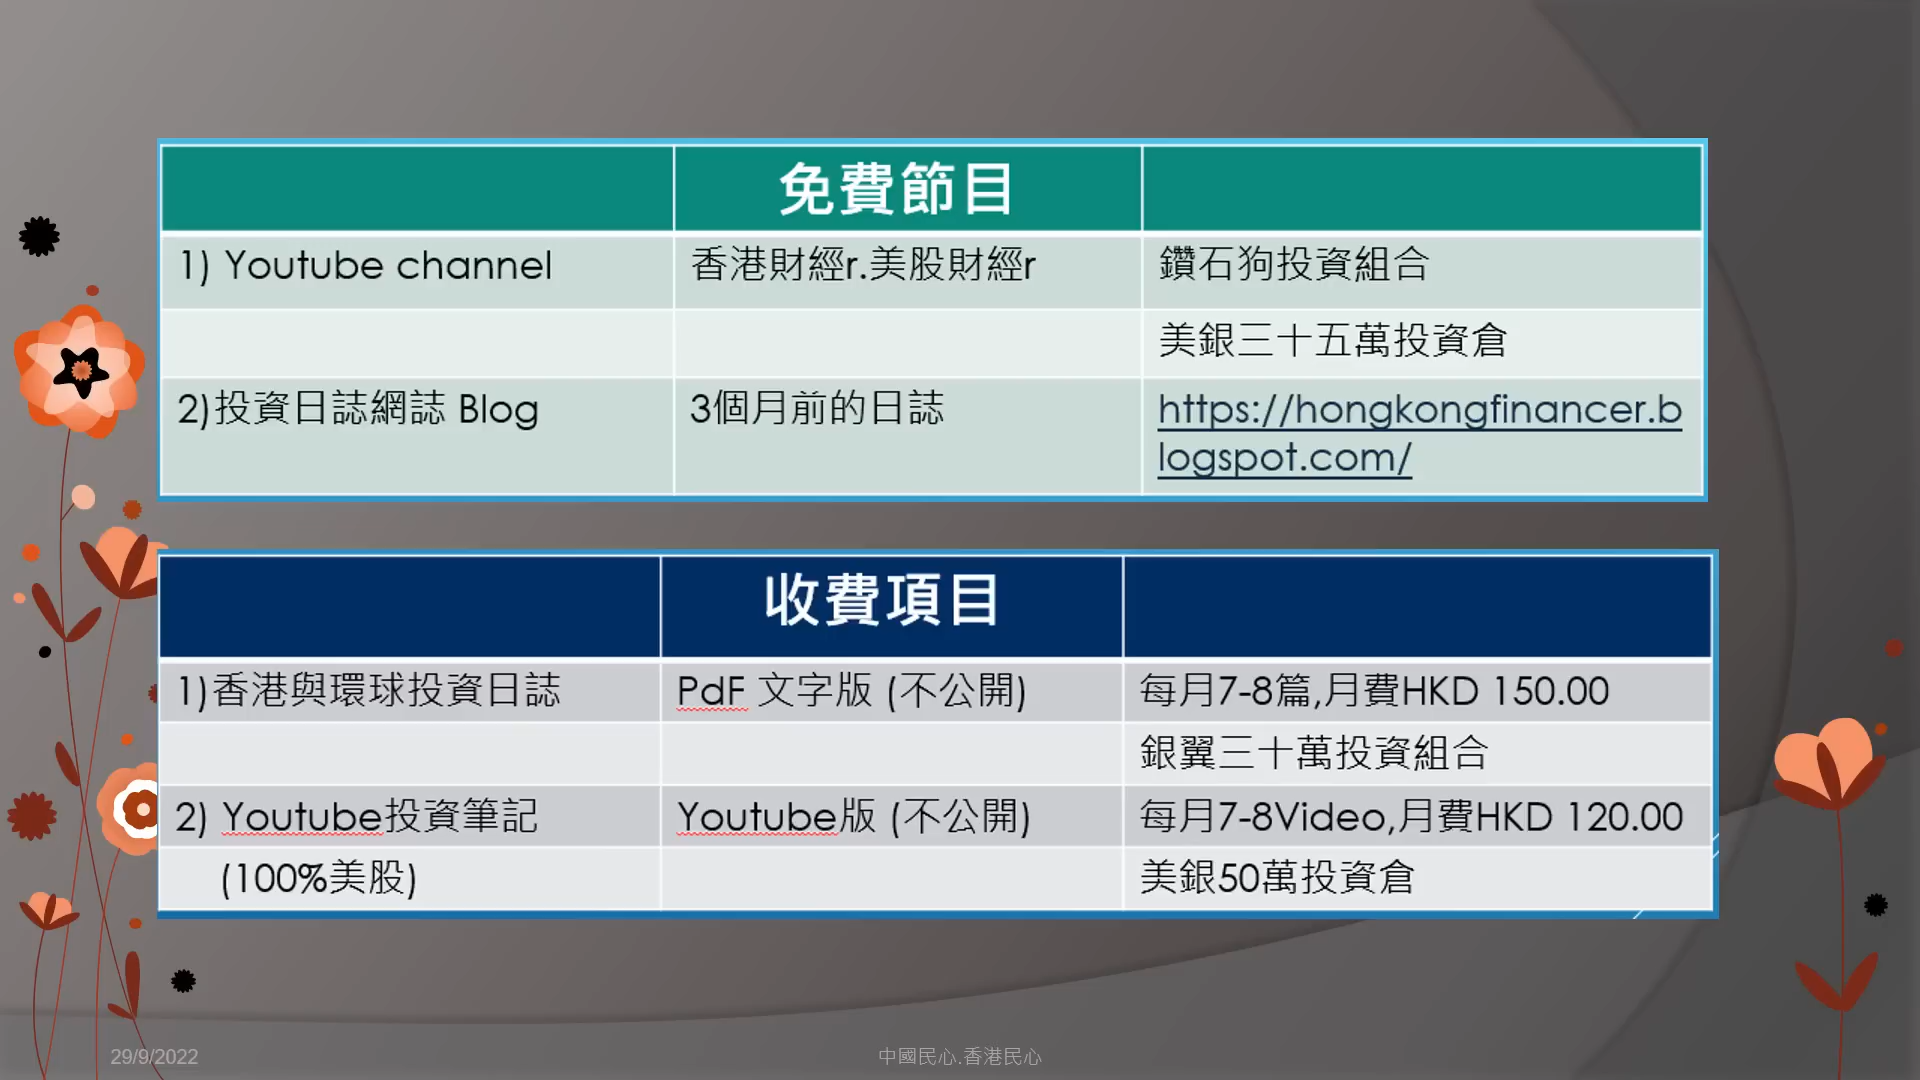 免費節目
1) Youtube channel 香港財經r.美股財經r 鑽石狗投資組合
美銀三十五萬投資倉
2)投資日誌網誌 Blog 3個月前的日誌 https://hongkongfinancer.b
logspot.com/
收費項目
1)香港與環球投資日誌 PdF 文字版 (不公開) 每月7-8篇,月費HKD 150.00
銀翼三十萬投資組合
2) Youtube投資筆記 Youtube版 (不公開) 每月7-8Video,月費HKD 120.00
(100%美股) 美銀50萬投資倉
29/9/2022 中國民心.香港民心